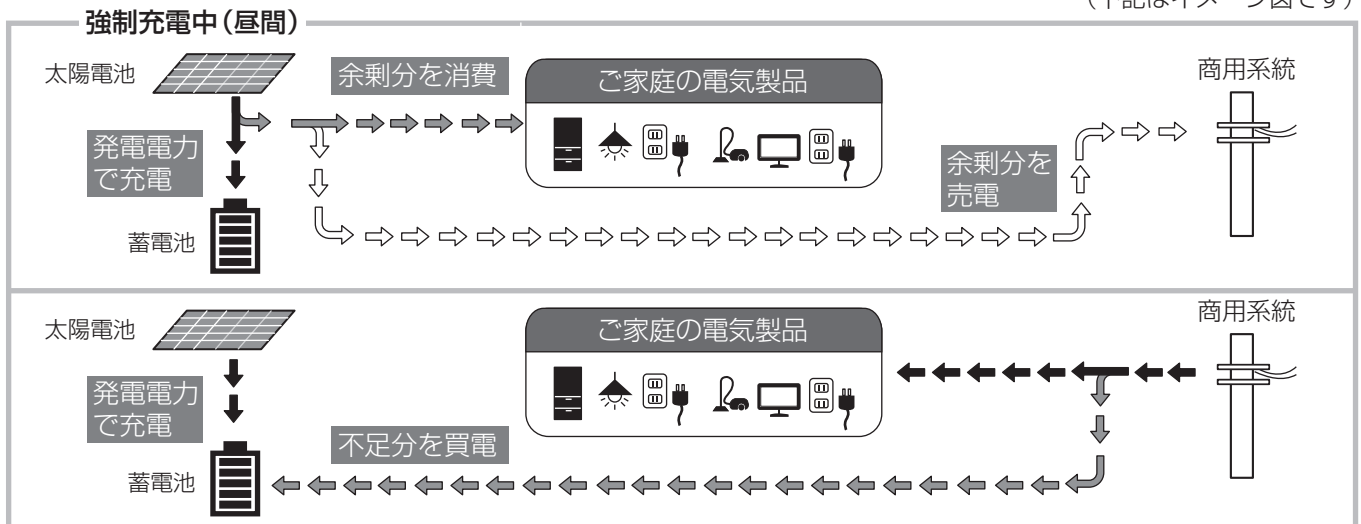 強制充電中(昼間)
太陽電池
余剰分を消費
ご家庭の電気製品
商用系統
発電電力
で充電
余剰分を
売電
蓄電池
太陽電池
ご家庭の電気製品
商用系統
発電電力
で充電
不足分を買電
蓄電池